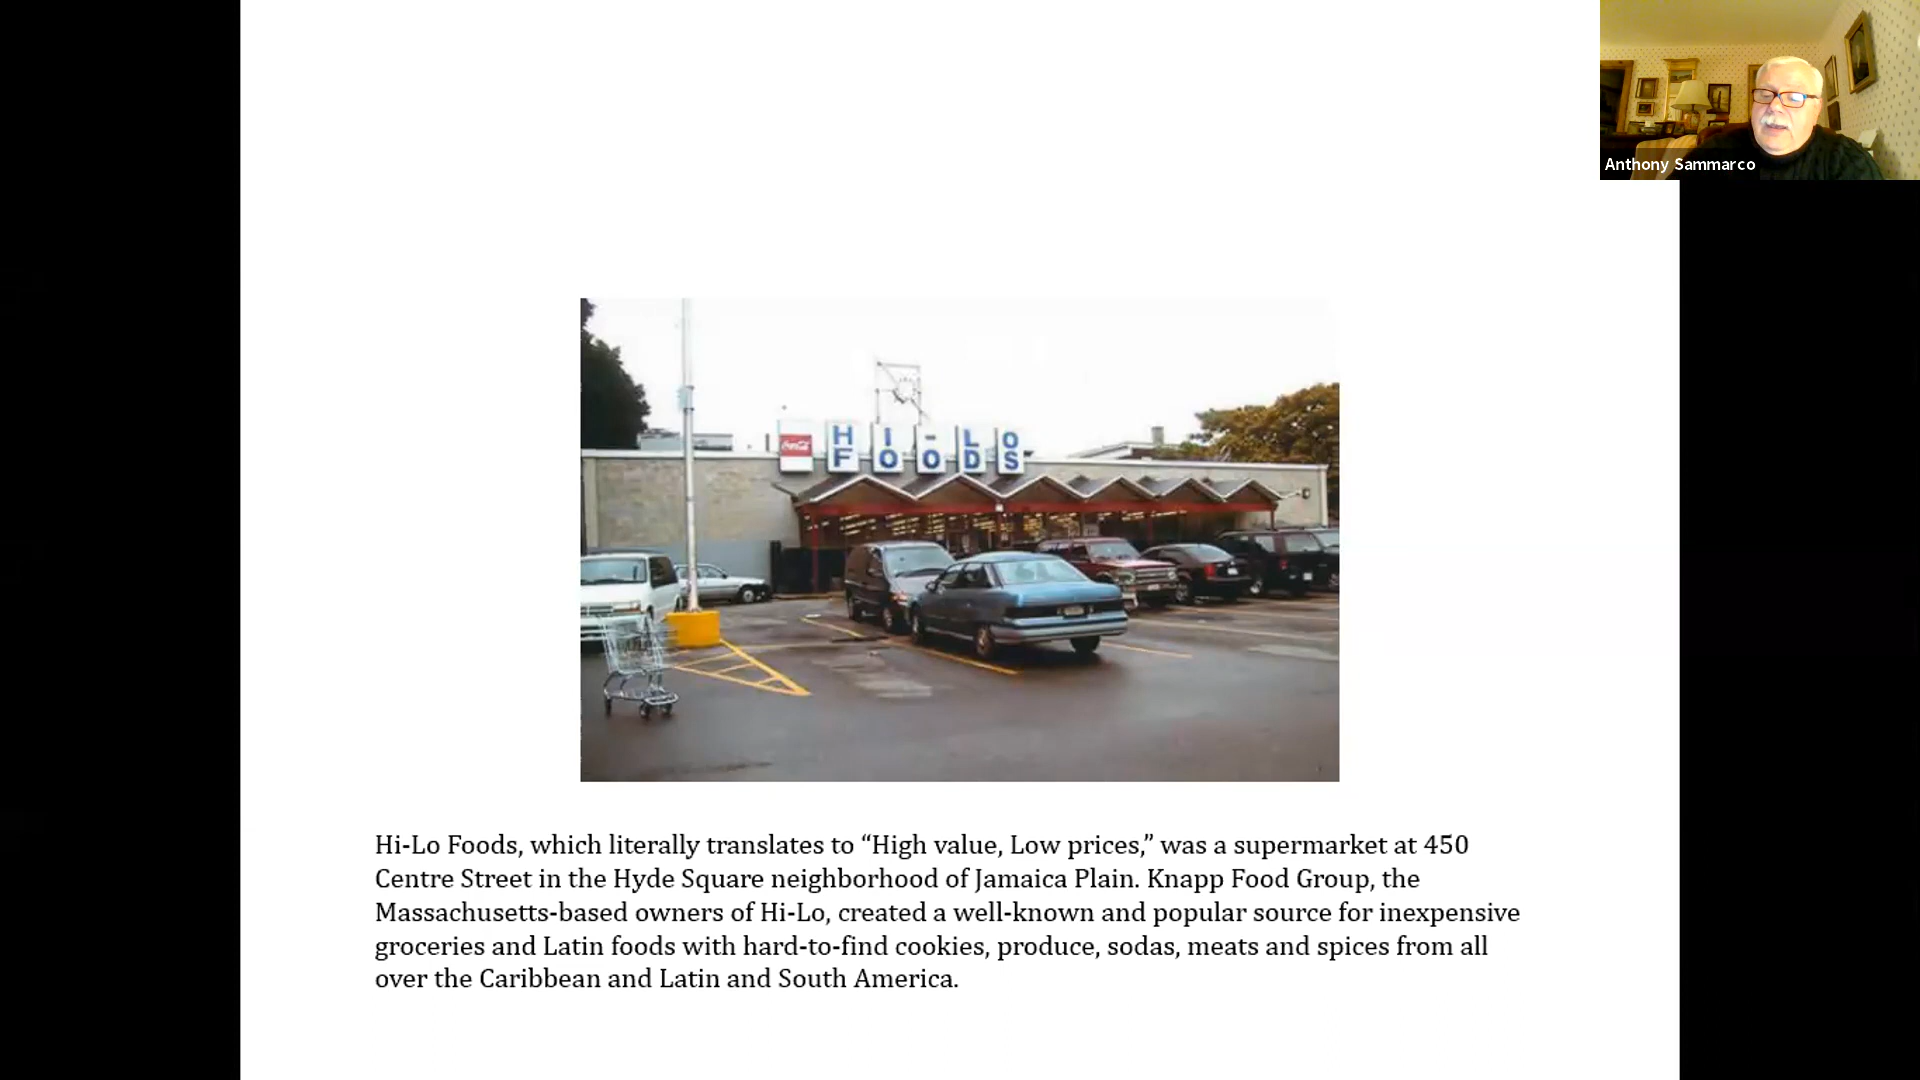 Anthony Sammarco
Coca-Cola
HI-LO
FOODS
Hi-Lo Foods, which literally translates to “High value, Low prices,” was a supermarket at 450
Centre Street in the Hyde Square neighborhood of Jamaica Plain. Knapp Food Group, the
Massachusetts-based owners of Hi-Lo, created a well-known and popular source for inexpensive
groceries and Latin foods with hard-to-find cookies, produce, sodas, meats and spices from all
over the Caribbean and Latin and South America.